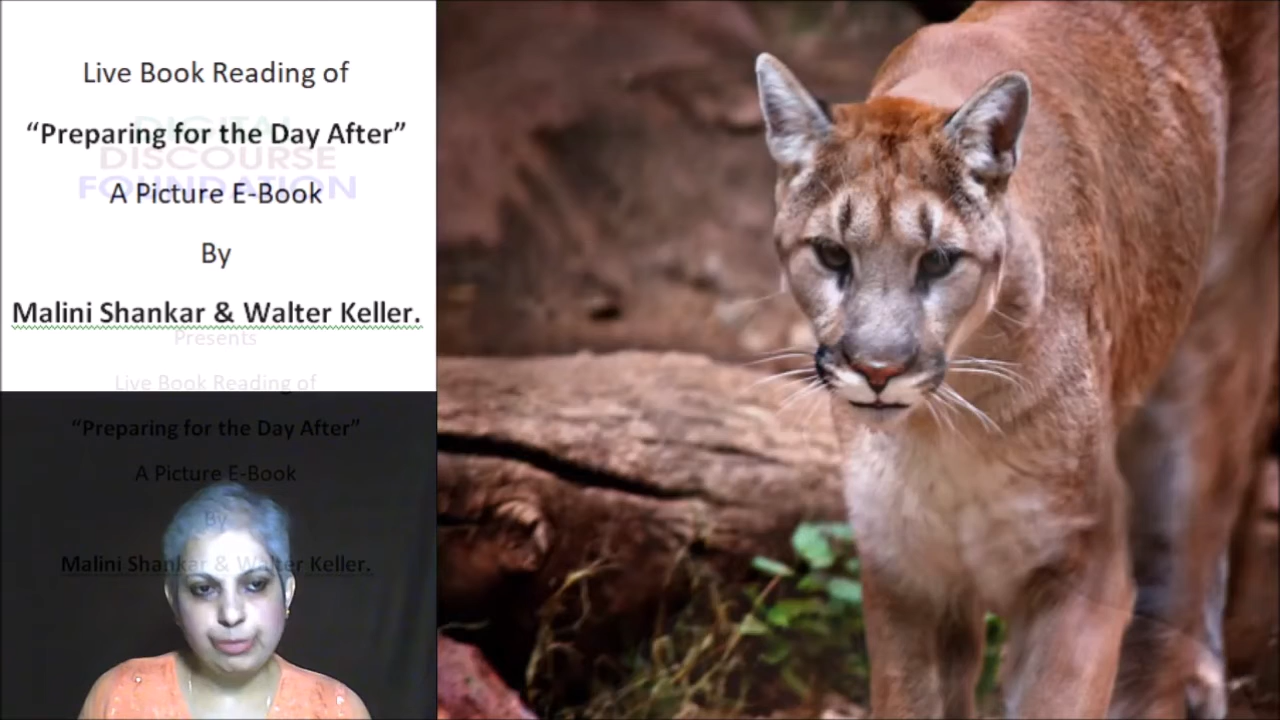 Live Book Reading of
“Preparing for the Day After”
DIGITAL
DISCOURSE
FOUNDATION
A Picture E-Book
By
Malini Shankar & Walter Keller.
Presents
Live Book Reading of
“Preparing for the Day After”
A Picture E-Book
By
Malini Shankar & Walter Keller.